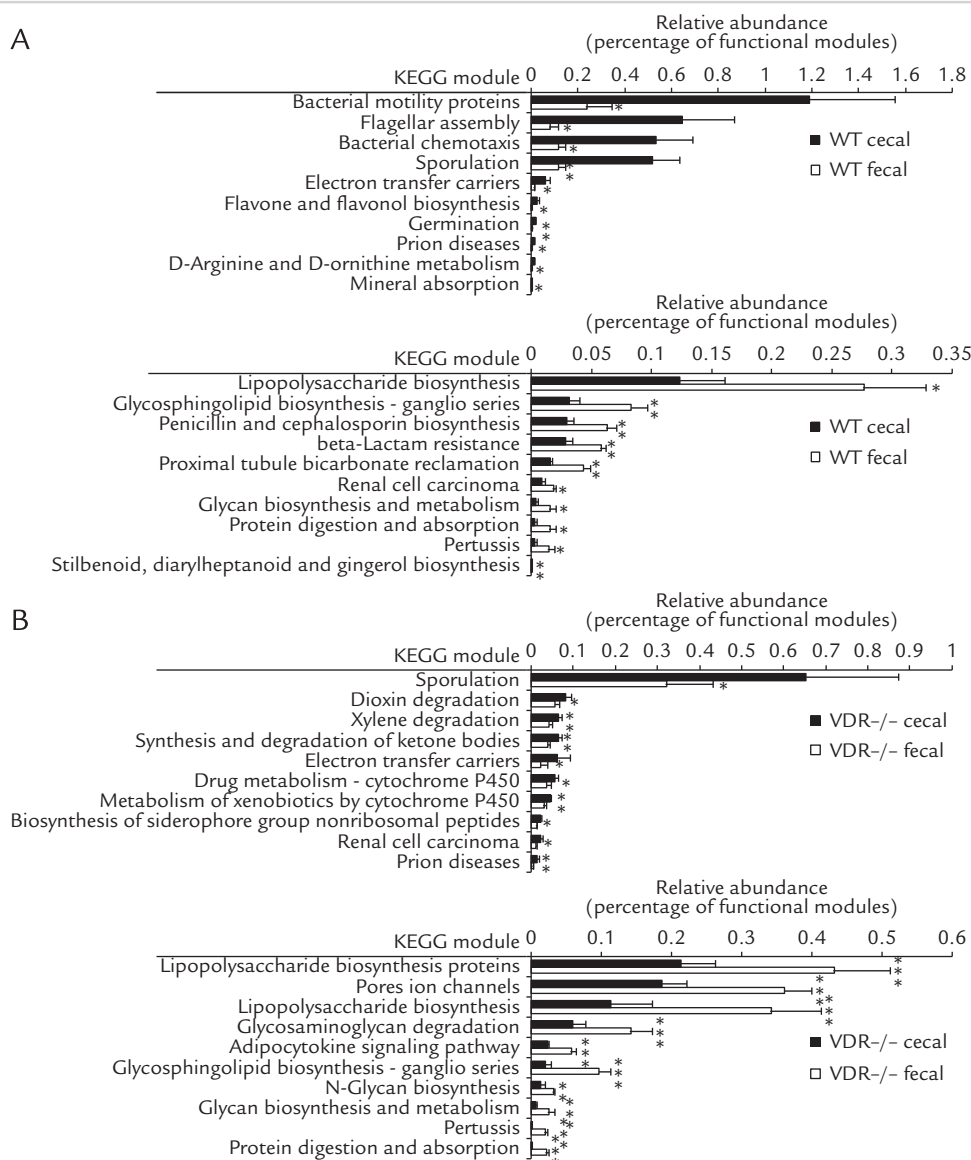 A
Relative abundance
(percentage of functional modules)
KEGG module
0 0.2 0.4 0.6 0.8 1 1.2 1.4 1.6 1.8
Bacterial motility proteins *
Flagellar assembly *
Bacterial chemotaxis *
Sporulation * *
Electron transfer carriers *
Flavone and flavonol biosynthesis *
Germination * *
Prion diseases *
D-Arginine and D-ornithine metabolism *
Mineral absorption *
WT cecal
WT fecal
Relative abundance
(percentage of functional modules)
KEGG module
0 0.05 0.1 0.15 0.2 0.25 0.3 0.35
Lipopolysaccharide biosynthesis *
Glycosphingolipid biosynthesis - ganglio series * *
Penicillin and cephalosporin biosynthesis * *
beta-Lactam resistance * *
Proximal tubule bicarbonate reclamation * *
Renal cell carcinoma *
Glycan biosynthesis and metabolism *
Protein digestion and absorption *
Pertussis *
Stilbenoid, diarylheptanoid and gingerol biosynthesis * *
WT cecal
WT fecal
B
Relative abundance
(percentage of functional modules)
KEGG module
0 0.1 0.2 0.3 0.4 0.5 0.6 0.7 0.8 0.9 1
Sporulation *
Dioxin degradation *
Xylene degradation * *
Synthesis and degradation of ketone bodies * *
Electron transfer carriers *
Drug metabolism - cytochrome P450 *
Metabolism of xenobiotics by cytochrome P450 * *
Biosynthesis of siderophore group nonribosomal peptides *
Renal cell carcinoma *
Prion diseases * *
VDR-/- cecal
VDR-/- fecal
Relative abundance
(percentage of functional modules)
KEGG module
0 0.1 0.2 0.3 0.4 0.5 0.6
Lipopolysaccharide biosynthesis proteins * * *
Pores ion channels * * *
Lipopolysaccharide biosynthesis * * *
Glycosaminoglycan degradation * * *
Adipocytokine signaling pathway * * *
Glycosphingolipid biosynthesis - ganglio series * * *
N-Glycan biosynthesis * *
Glycan biosynthesis and metabolism * * *
Pertussis * * *
Protein digestion and absorption * * *
VDR-/- cecal
VDR-/- fecal